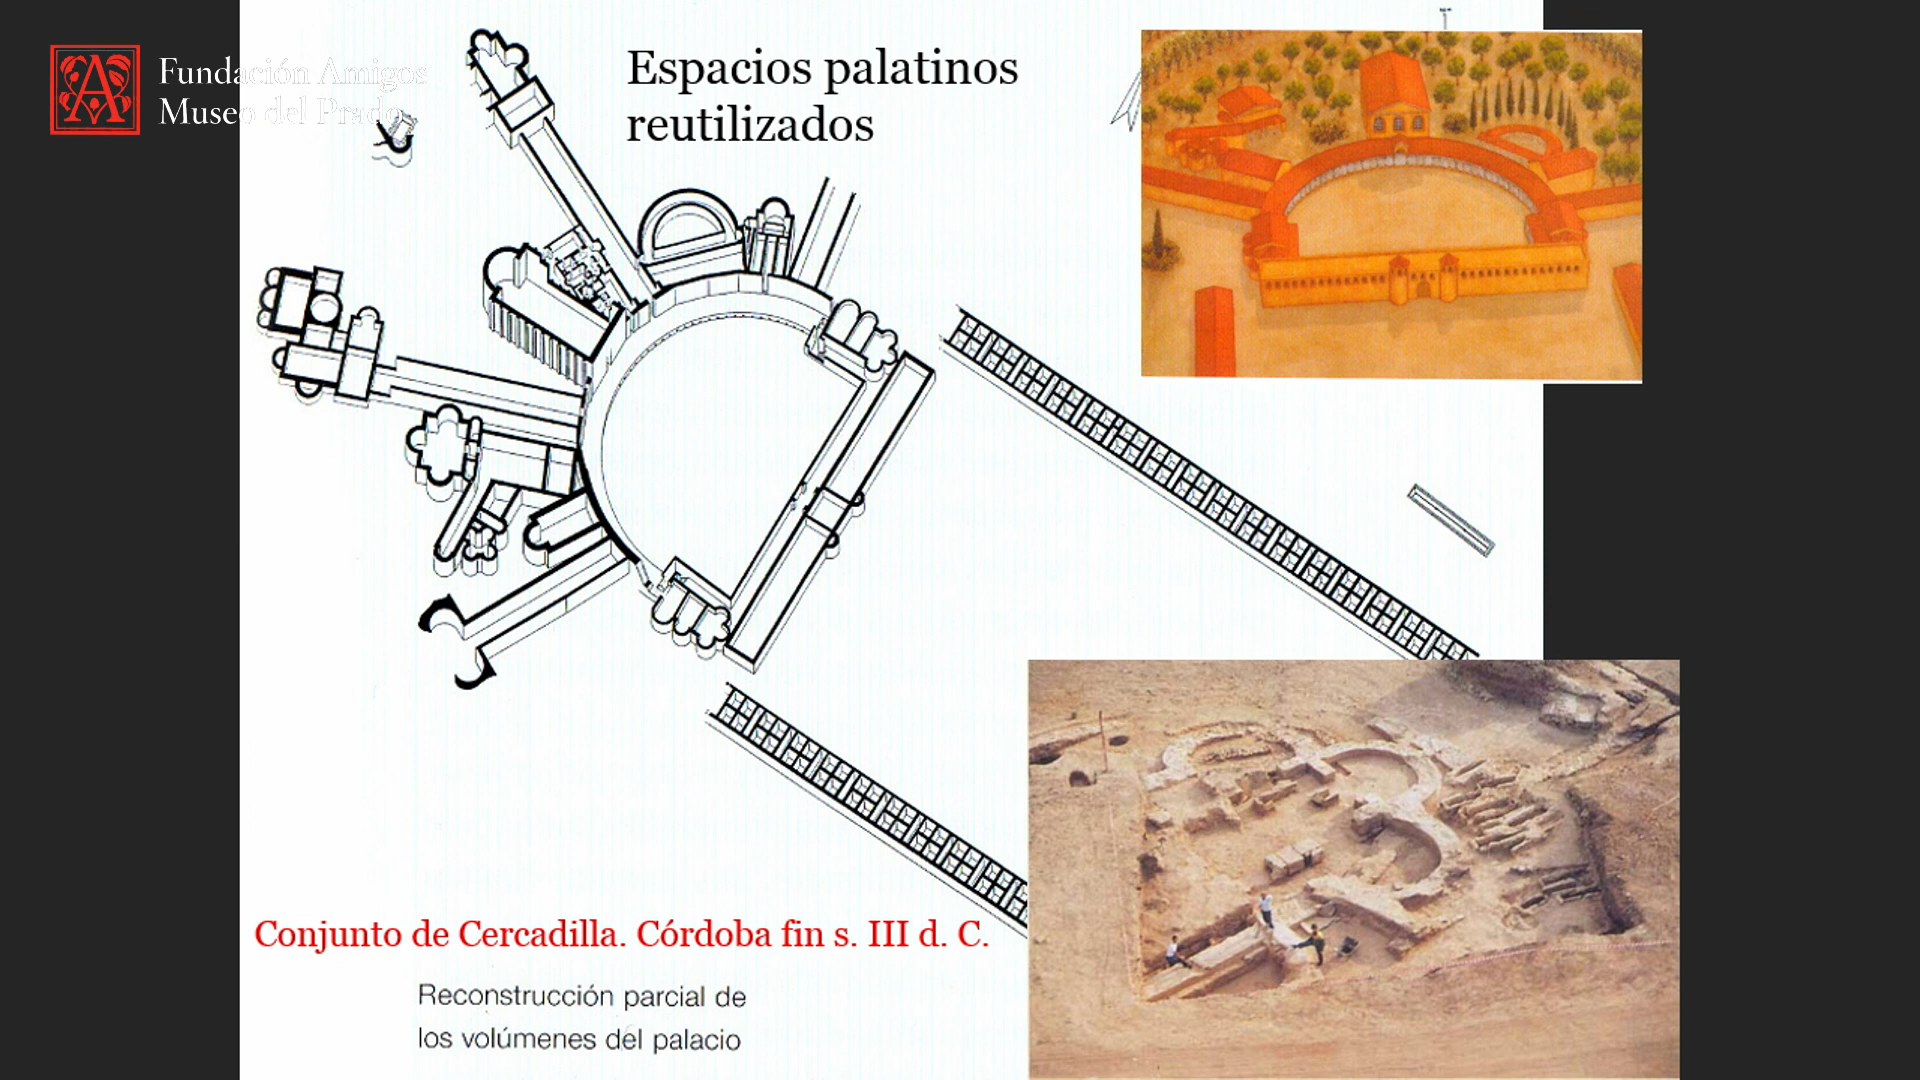 Fundación Amigos
Museo del Prado
Espacios palatinos
reutilizados
Conjunto de Cercadilla. Córdoba fin s. III d. C.
Reconstrucción parcial de
los volúmenes del palacio